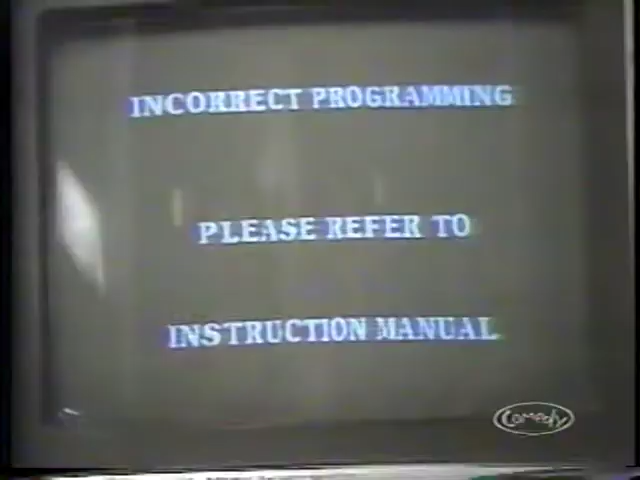 INCORRECT PROGRAMMING
PLEASE REFER TO
INSTRUCTION MANUAL
Comedy